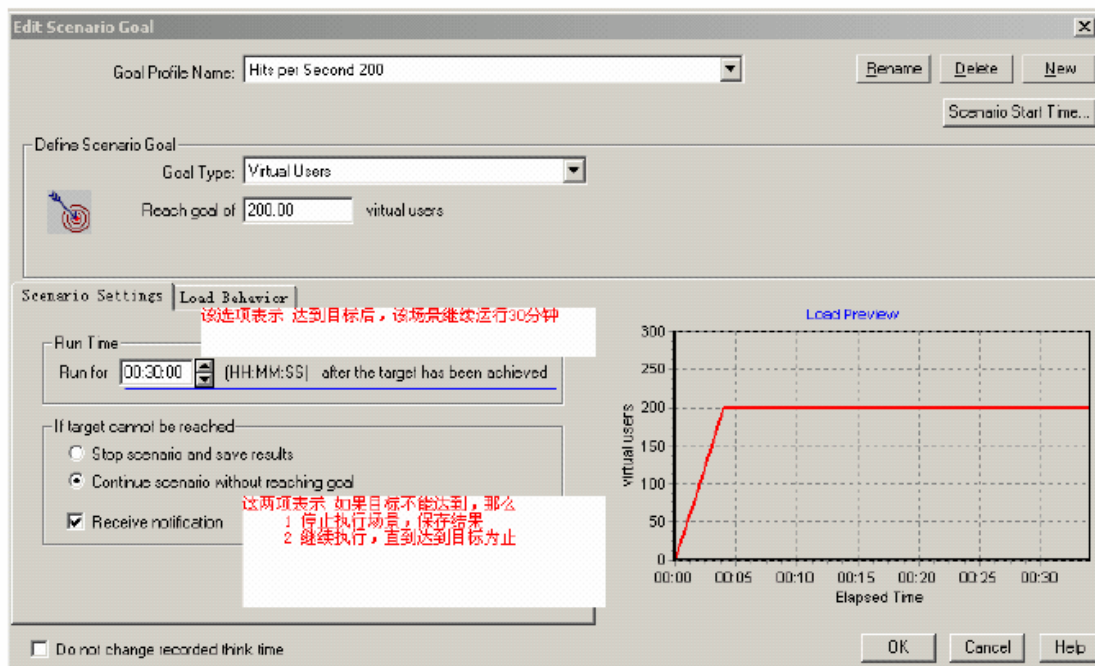 Edit Scenario Goal
Goal Profile Name: Hits per Second 200
Rename Delete New
Scenario Start Time...
Define Scenario Goal
Goal Type: Virtual Users
Reach goal of 200.00 virtual users
Scenario Settings Load Behavior
该选项表示 达到目标后，该场景继续运行30分钟
Run Time
Run for 00:30:00 (HH:MM:SS) after the target has been achieved
If target cannot be reached
Stop scenario and save results
Continue scenario without reaching goal
这两项表示 如果目标不能达到，那么
Receive notification
1 停止执行场景，保存结果
2 继续执行，直到达到目标为止
Load Preview
300
250
200
150
100
50
0
virtual users
00:00 00:05 00:10 00:15 00:20 00:25 00:30
Elapsed Time
Do not change recorded think time
OK Cancel Help